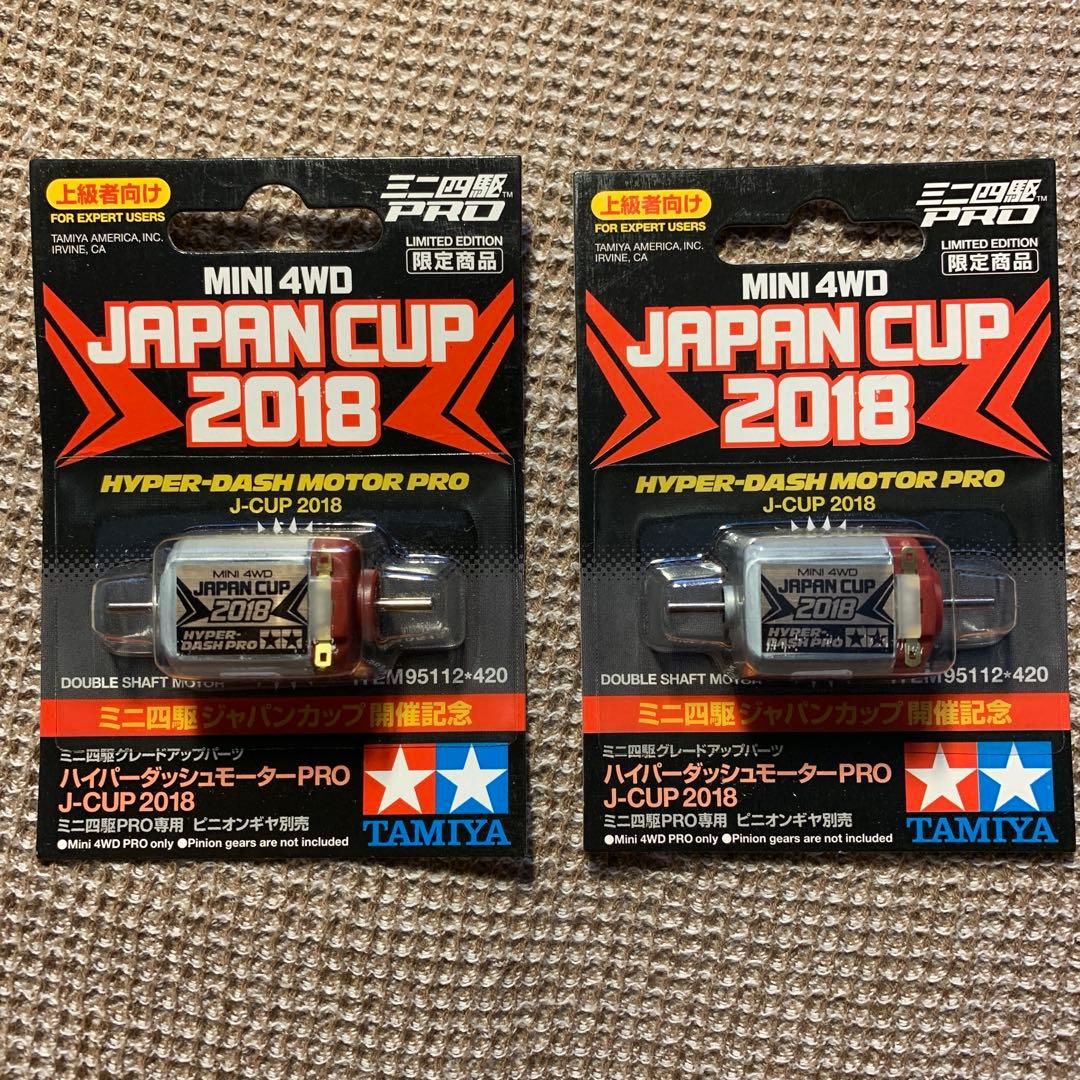 上級者向け
FOR EXPERT USERS
TAMIYA AMERICA, INC.
IRVINE, CA
ミニ四駆™
PRO
LIMITED EDITION
限定商品
MINI 4WD
JAPAN CUP
2018
HYPER-DASH MOTOR PRO
J-CUP 2018
MINI 4WD
JAPAN CUP
2018
HYPER-
DASH PRO
DOUBLE SHAFT MOTOR
ITEM 95112*420
ミニ四駆ジャパンカップ開催記念
ミニ四駆グレードアップパーツ
ハイパーダッシュモーターPRO
J-CUP 2018
ミニ四駆PRO専用 ピニオンギヤ別売
●Mini 4WD PRO only ●Pinion gears are not included
TAMIYA
上級者向け
FOR EXPERT USERS
TAMIYA AMERICA, INC.
IRVINE, CA
ミニ四駆™
PRO
LIMITED EDITION
限定商品
MINI 4WD
JAPAN CUP
2018
HYPER-DASH MOTOR PRO
J-CUP 2018
MINI 4WD
JAPAN CUP
2018
HYPER-
DASH PRO
DOUBLE SHAFT MOTOR
ITEM 95112*420
ミニ四駆ジャパンカップ開催記念
ミニ四駆グレードアップパーツ
ハイパーダッシュモーターPRO
J-CUP 2018
ミニ四駆PRO専用 ピニオンギヤ別売
●Mini 4WD PRO only ●Pinion gears are not included
TAMIYA